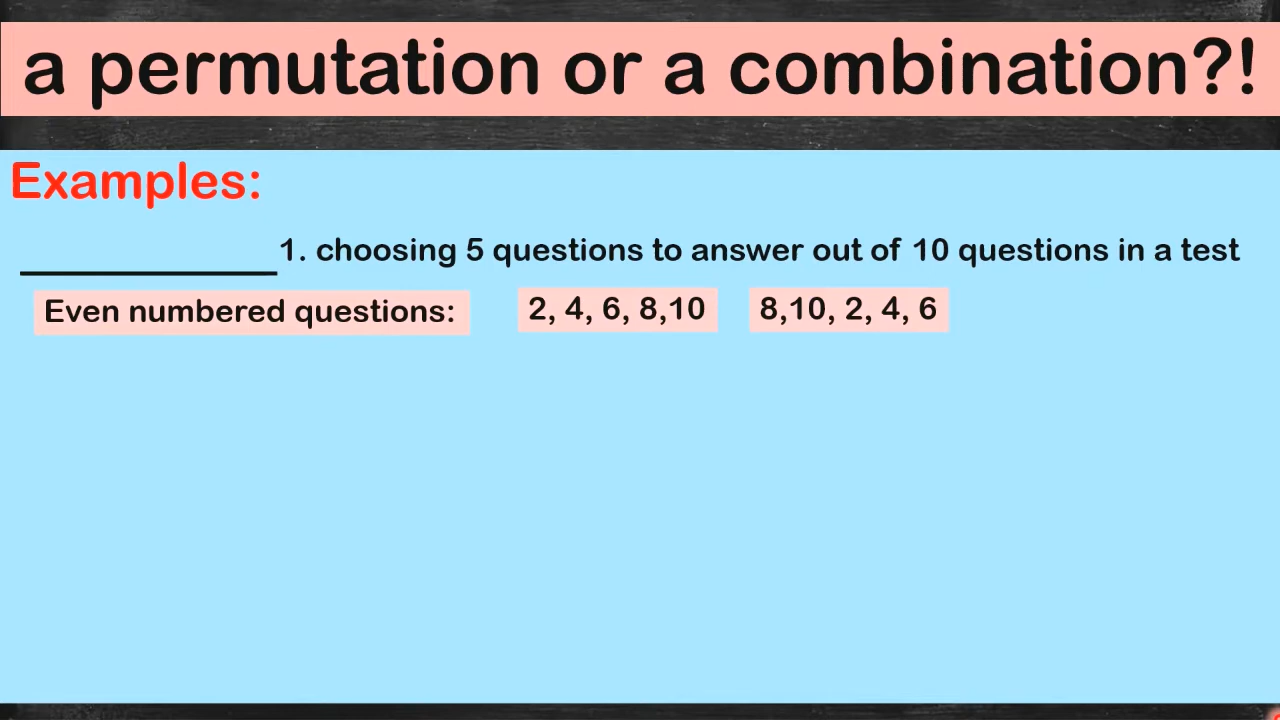 a permutation or a combination?!
Examples:
1. choosing 5 questions to answer out of 10 questions in a test
Even numbered questions: 2, 4, 6, 8,10 8,10, 2, 4, 6